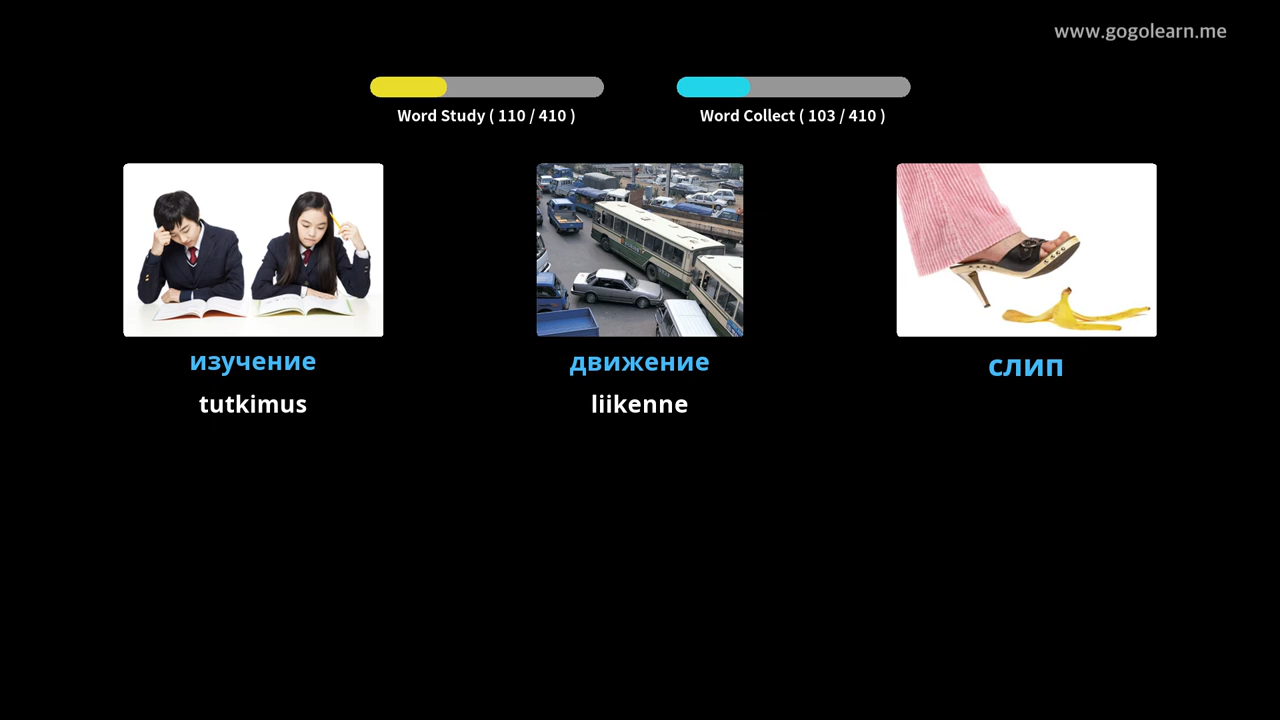 www.gogolearn.me
Word Study ( 110 / 410 )
Word Collect ( 103 / 410 )
изучение
движение
слип
tutkimus
liikenne